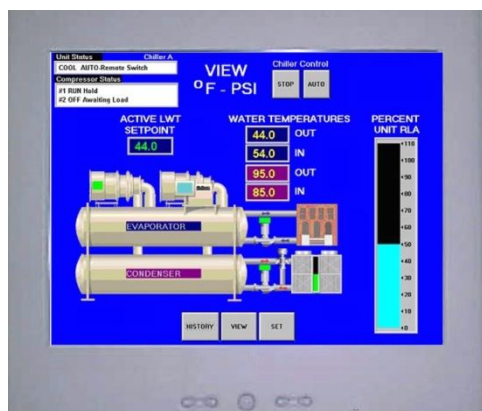 Unit Status Chiller A
COOL AUTO-Remote Switch
Compressor Status
#1 RUN Hold
#2 OFF Awaiting Load
VIEW
°F - PSI
Chiller Control
STOP AUTO
ACTIVE LWT
SETPOINT
44.0
WATER TEMPERATURES
44.0 OUT
54.0 IN
95.0 OUT
85.0 IN
PERCENT
UNIT RLA
+110
+100
+90
+80
+70
+60
+50
+40
+30
+20
+10
+0
EVAPORATOR
CONDENSER
HISTORY VIEW SET